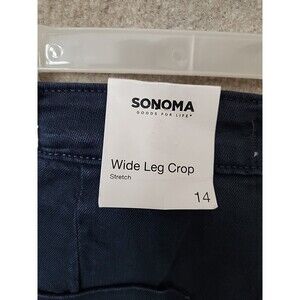 SONOMA
GOODS FOR LIFE®
Wide Leg Crop
Stretch
14